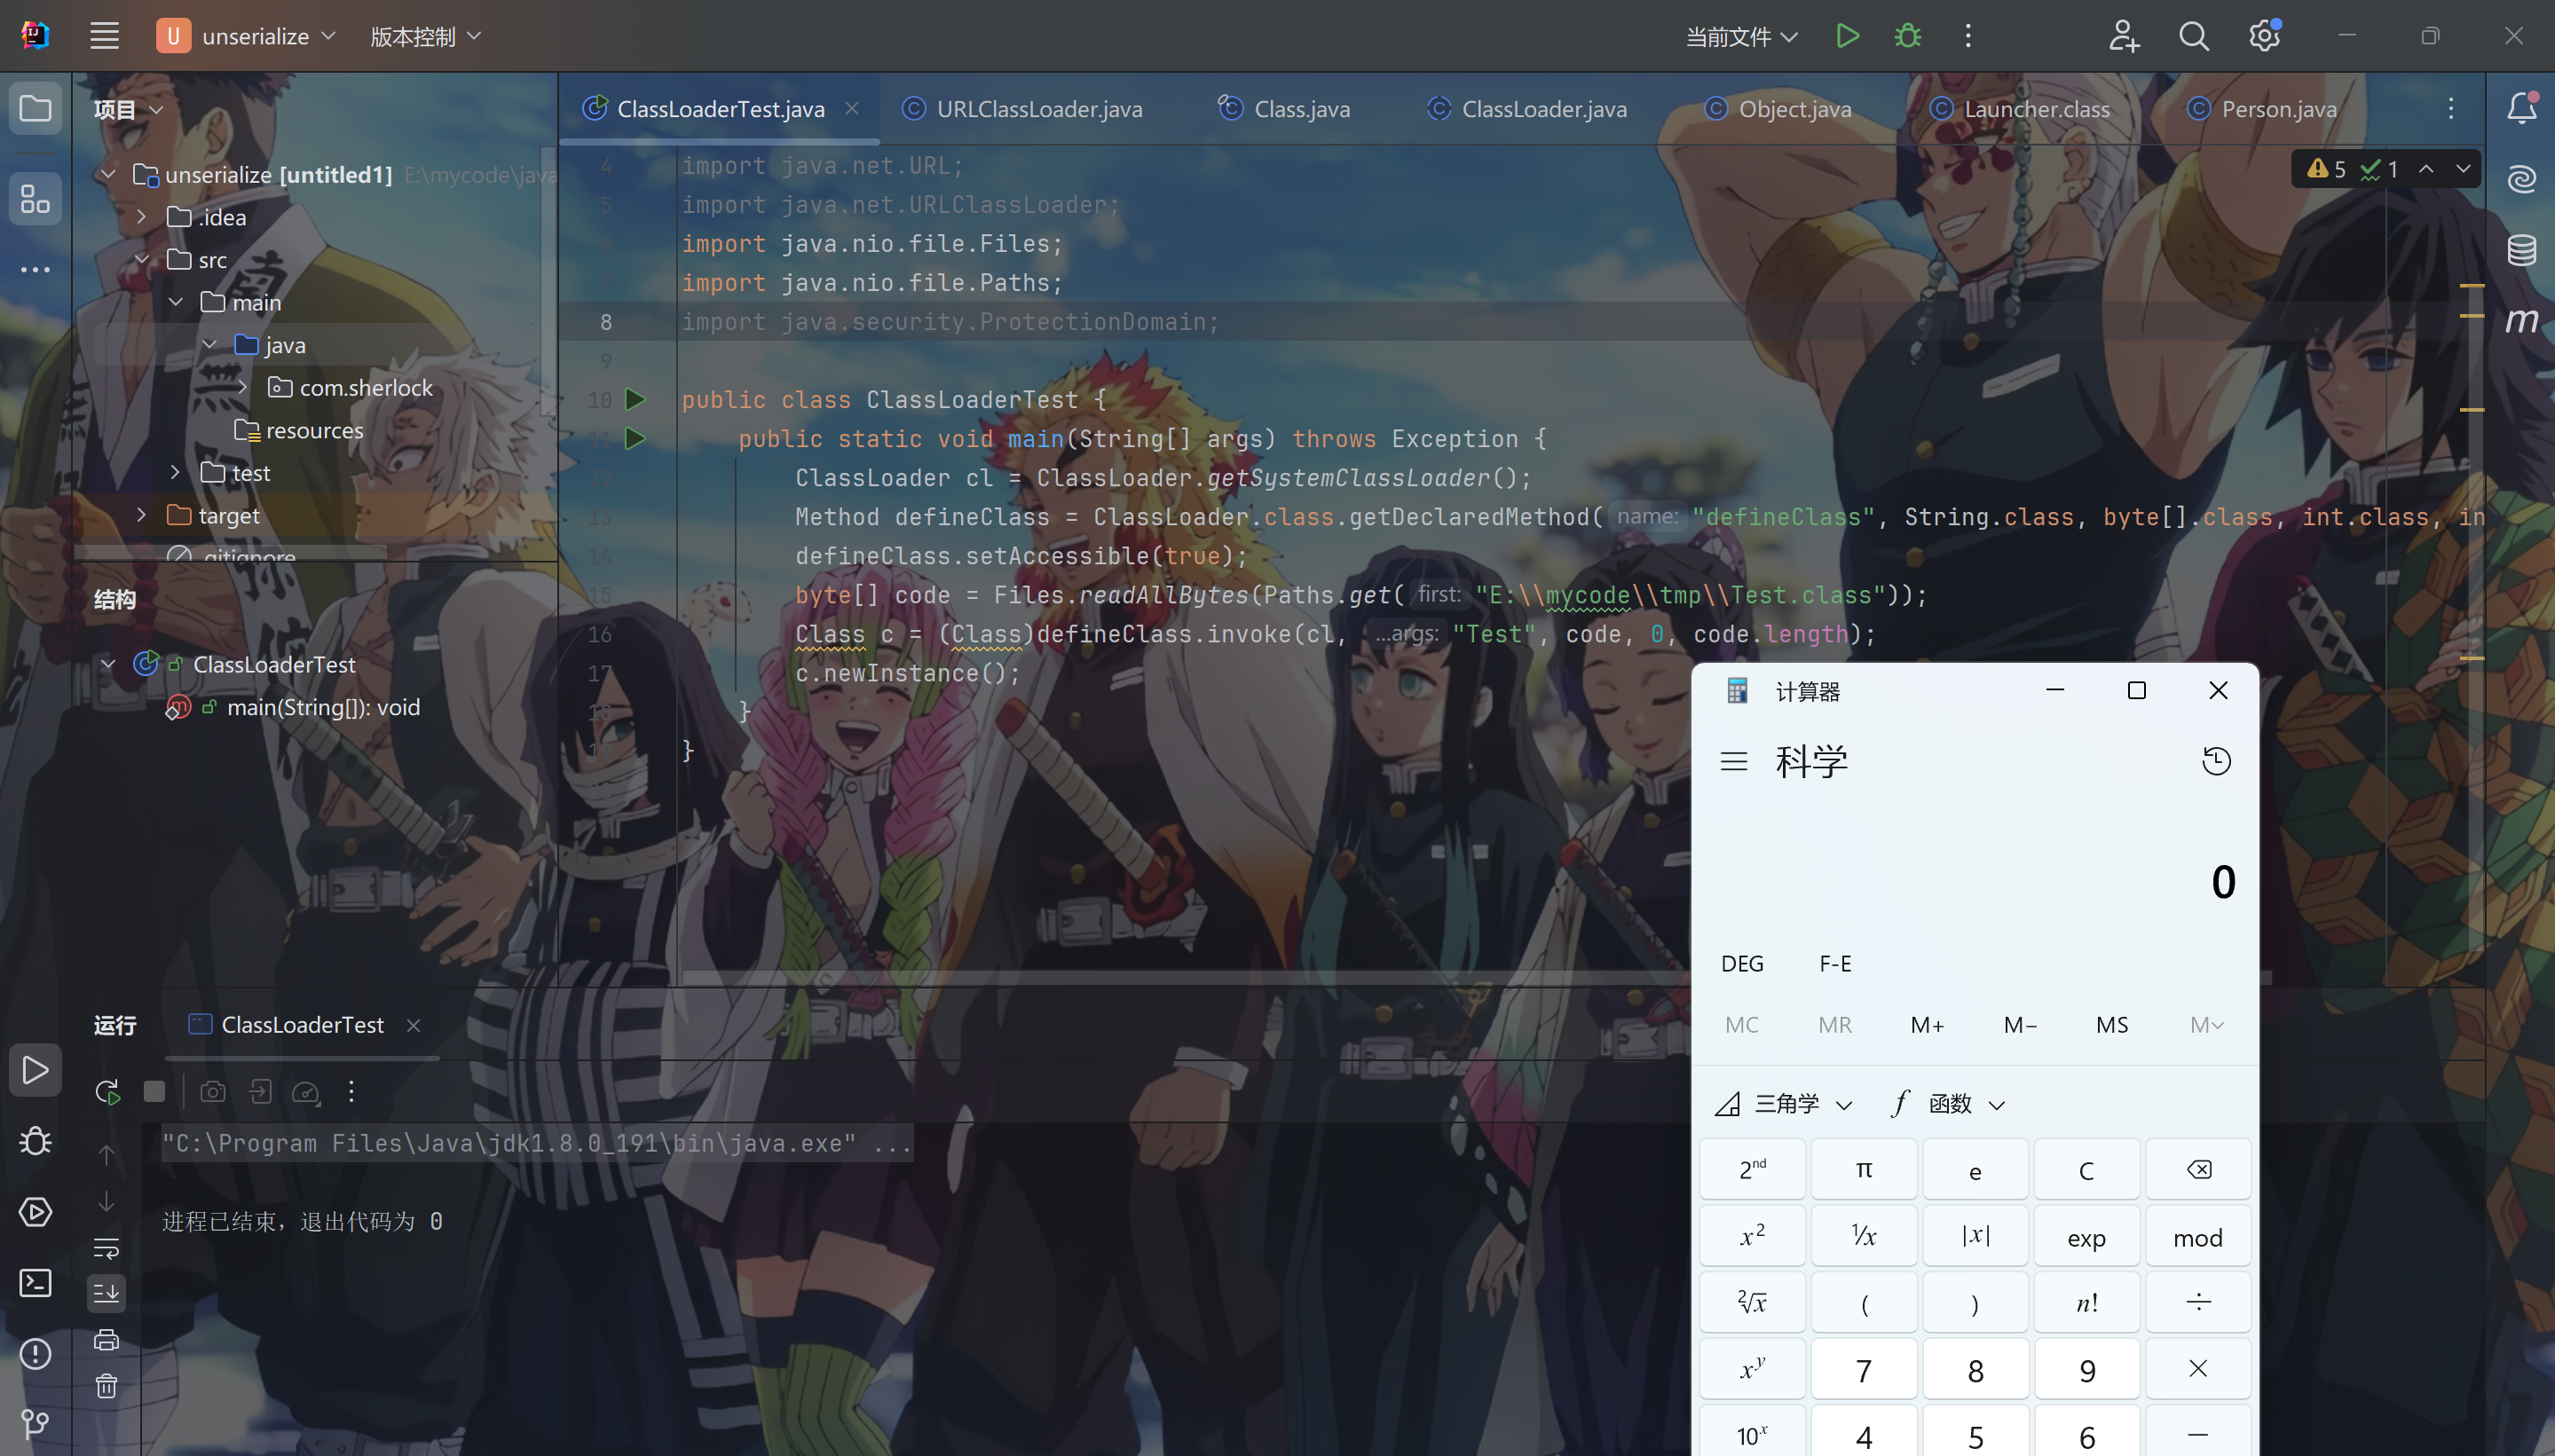 U unserialize 版本控制 当前文件
项目
unserialize [untitled1] E:\mycode\java
.idea
src
main
java
com.sherlock
resources
test
target
.gitignore
结构
ClassLoaderTest
main(String[]): void
ClassLoaderTest.java URLClassLoader.java Class.java ClassLoader.java Object.java Launcher.class Person.java
5 1
4 import java.net.URL;
5 import java.net.URLClassLoader;
import java.nio.file.Files;
import java.nio.file.Paths;
8 import java.security.ProtectionDomain;
9
10 public class ClassLoaderTest {
11 public static void main(String[] args) throws Exception {
12 ClassLoader cl = ClassLoader.getSystemClassLoader();
13 Method defineClass = ClassLoader.class.getDeclaredMethod( name: "defineClass", String.class, byte[].class, int.class, in
14 defineClass.setAccessible(true);
15 byte[] code = Files.readAllBytes(Paths.get( first: "E:\\mycode\\tmp\\Test.class"));
16 Class c = (Class)defineClass.invoke(cl, ...args: "Test", code, 0, code.length);
17 c.newInstance();
18 }
19 }
m
运行 ClassLoaderTest
"C:\Program Files\Java\jdk1.8.0_191\bin\java.exe" ...
进程已结束，退出代码为 0
计算器
科学
0
DEG F-E
MC MR M+ M− MS M
三角学 f 函数
2nd π e C
x² ¹/x |x| exp mod
²√x ( ) n! ÷
xʸ 7 8 9 ×
10ˣ 4 5 6 −